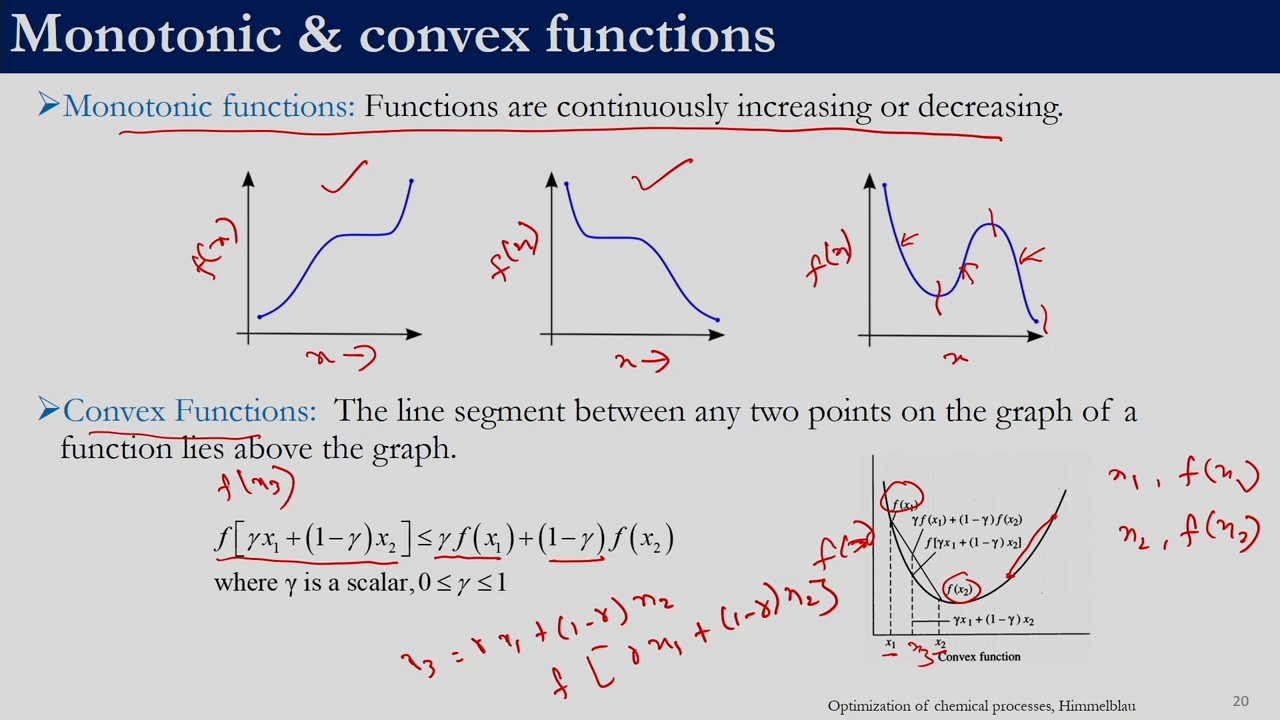 Monotonic & convex functions
➢Monotonic functions: Functions are continuously increasing or decreasing.
f(x)
f(x)
f(x)
x →
x →
x
➢Convex Functions: The line segment between any two points on the graph of a
function lies above the graph.
f(x3)
f[γx1+(1−γ)x2]≤γf(x1)+(1−γ)f(x2)
where γ is a scalar, 0≤γ≤1
x3 = γx1 + (1-γ)x2
f[γx1 + (1-γ)x2]
f(x)
f(x1)
γf(x1)+(1−γ)f(x2)
f[γx1+(1−γ)x2]
f(x2)
γx1+(1−γ)x2
x1
x3
x2
Convex function
x1, f(x1)
x2, f(x2)
Optimization of chemical processes, Himmelblau
20